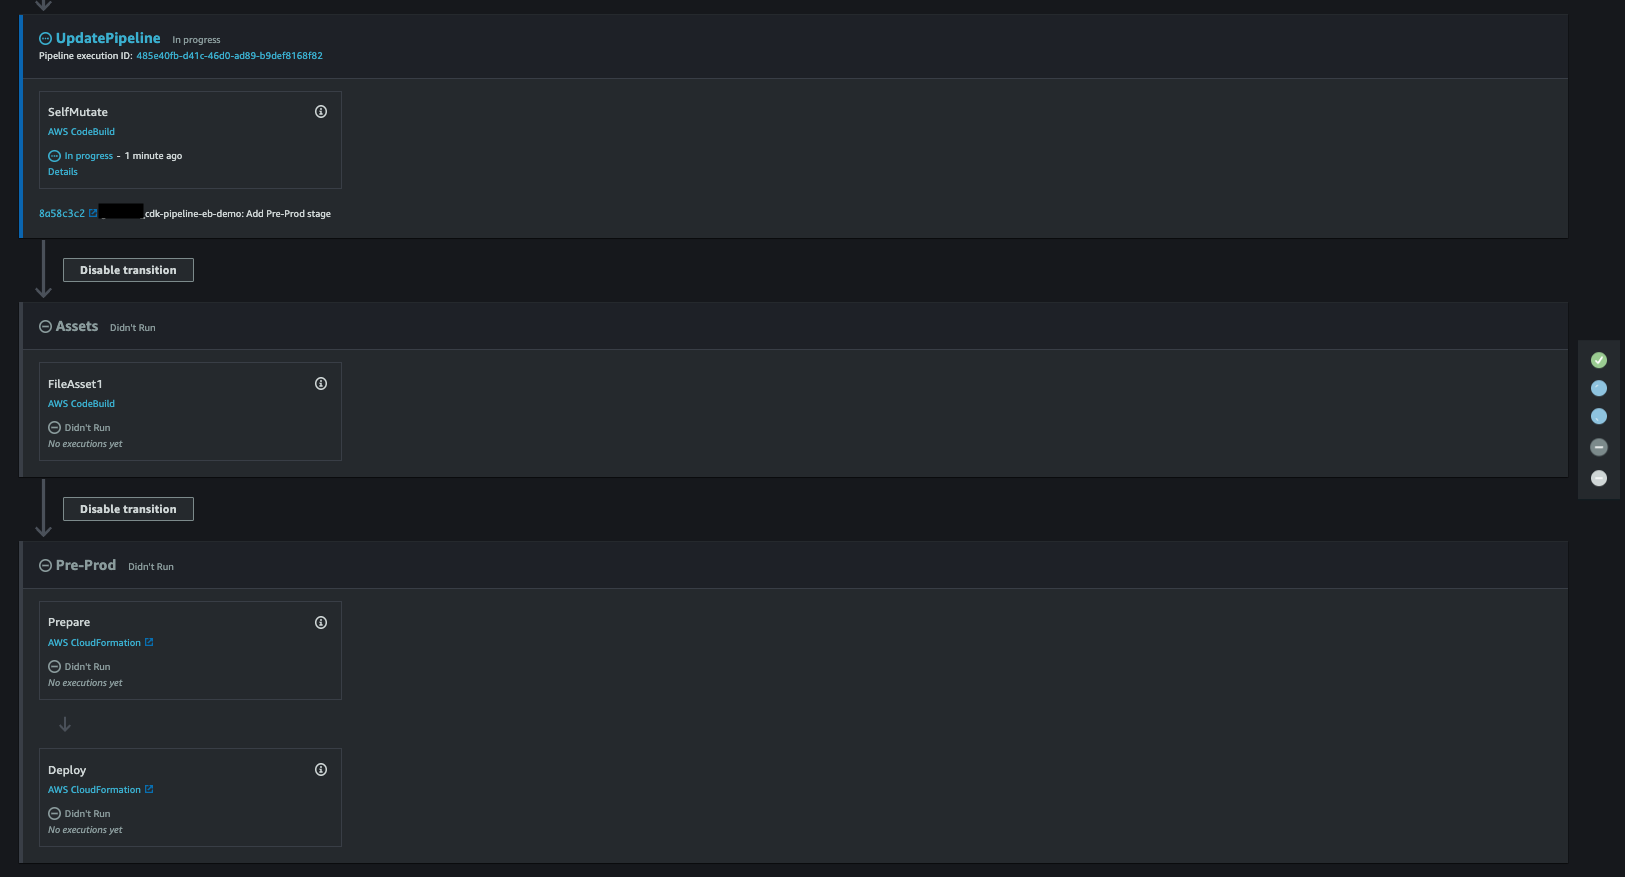 UpdatePipeline In progress
Pipeline execution ID: 485e40fb-d41c-46d0-ad89-b9def8168f82
SelfMutate
AWS CodeBuild
In progress - 1 minute ago
Details
8a58c3c2 cdk-pipeline-eb-demo: Add Pre-Prod stage
Disable transition
Assets Didn't Run
FileAsset1
AWS CodeBuild
Didn't Run
No executions yet
Disable transition
Pre-Prod Didn't Run
Prepare
AWS CloudFormation
Didn't Run
No executions yet
Deploy
AWS CloudFormation
Didn't Run
No executions yet